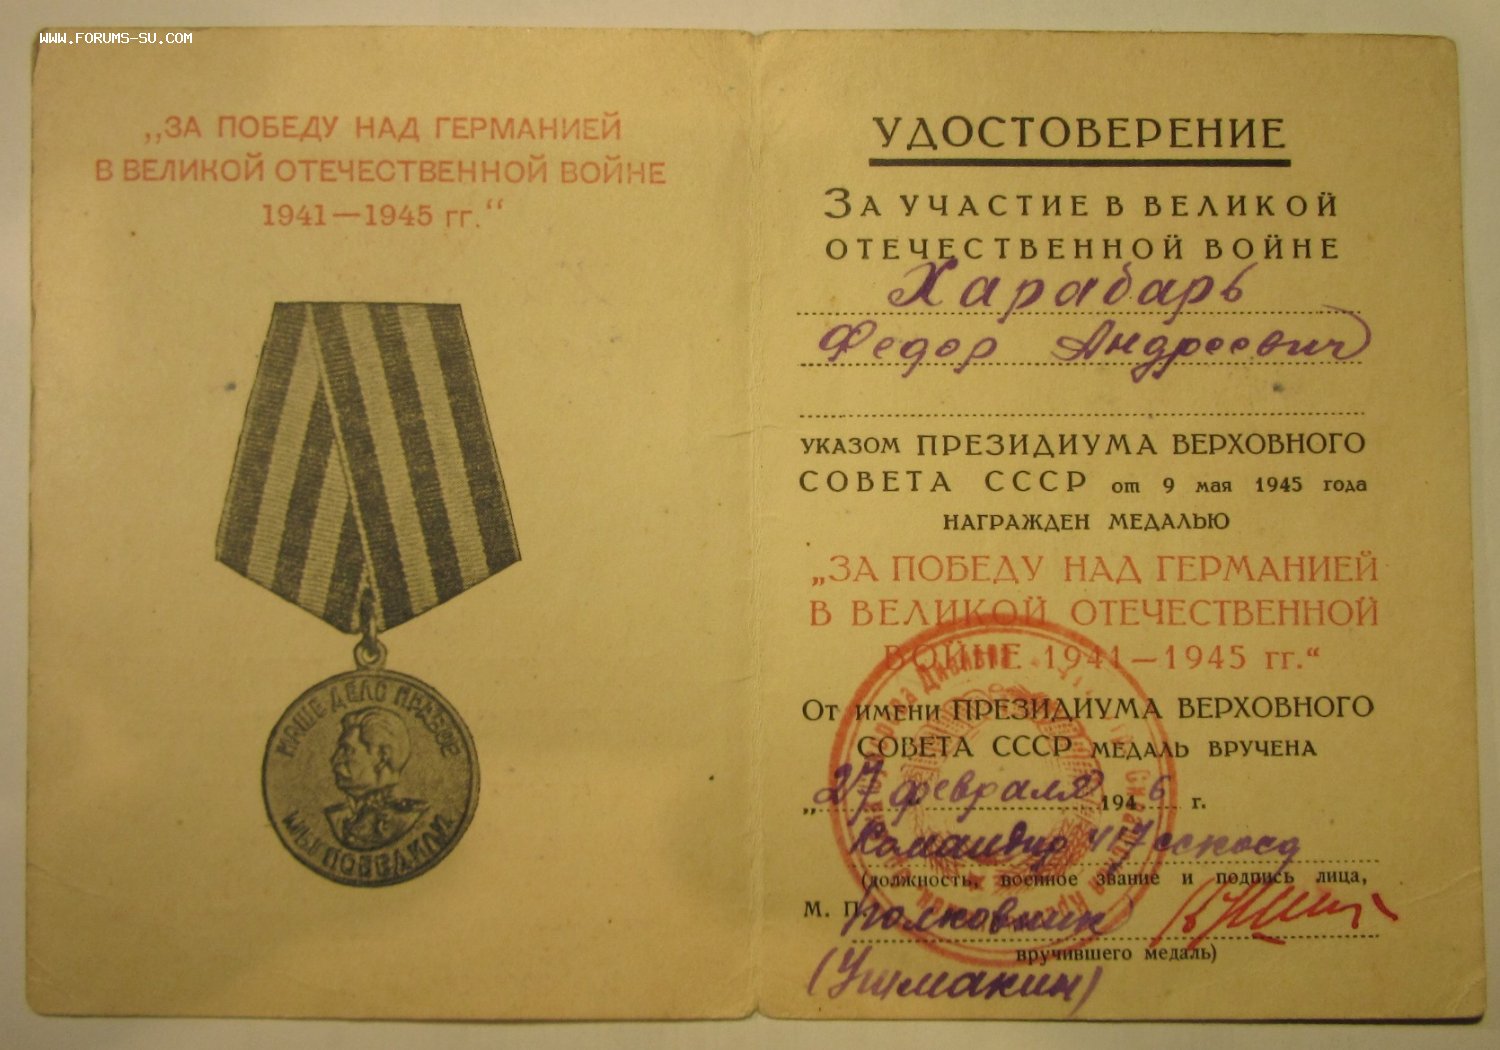 WWW.FORUMS-SU.COM
„ЗА ПОБЕДУ НАД ГЕРМАНИЕЙ
В ВЕЛИКОЙ ОТЕЧЕСТВЕННОЙ ВОЙНЕ
1941—1945 гг.“
НАШЕ ДЕЛО ПРАВОЕ
МЫ ПОБЕДИЛИ
УДОСТОВЕРЕНИЕ
ЗА УЧАСТИЕ В ВЕЛИКОЙ
ОТЕЧЕСТВЕННОЙ ВОЙНЕ
Харабарь
Федор Андреевич
УКАЗОМ ПРЕЗИДИУМА ВЕРХОВНОГО
СОВЕТА СССР от 9 мая 1945 года
НАГРАЖДЕН МЕДАЛЬЮ
„ЗА ПОБЕДУ НАД ГЕРМАНИЕЙ
В ВЕЛИКОЙ ОТЕЧЕСТВЕННОЙ
ВОЙНЕ 1941—1945 гг.“
ОТ ИМЕНИ ПРЕЗИДИУМА ВЕРХОВНОГО
СОВЕТА СССР МЕДАЛЬ ВРУЧЕНА
„27 февраля 1946 г.
Командир
(должность, военное звание и подпись лица,
М. П. Полковник
вручившего медаль)
(Ушмакин)